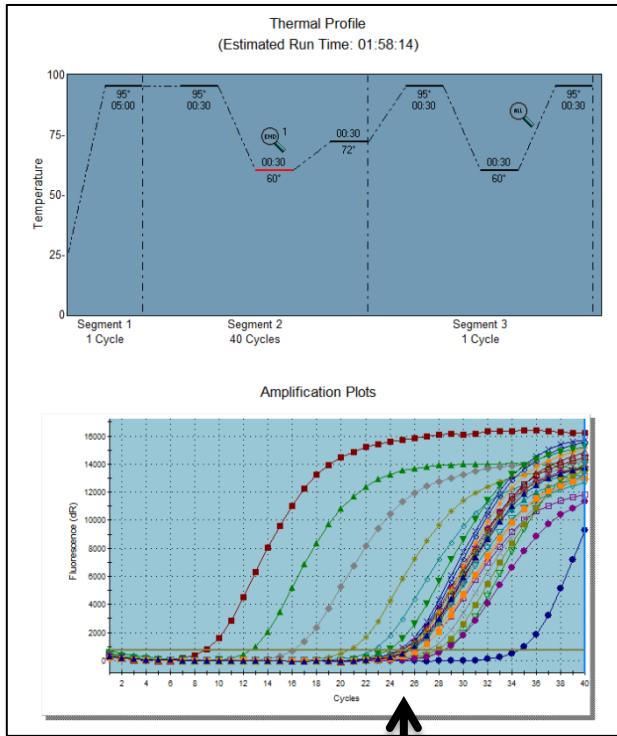 Thermal Profile
(Estimated Run Time: 01:58:14)
Temperature
100
75-
50-
25-
0
95°
05:00
95°
00:30
END 1
00:30
60°
00:30
72°
95°
00:30
00:30
60°
ALL
95°
00:30
Segment 1
1 Cycle
Segment 2
40 Cycles
Segment 3
1 Cycle
Amplification Plots
Fluorescence (dR)
16000
14000
12000
10000
8000
6000
4000
2000
0
2 4 6 8 10 12 14 16 18 20 22 24 26 28 30 32 34 36 38 40
Cycles